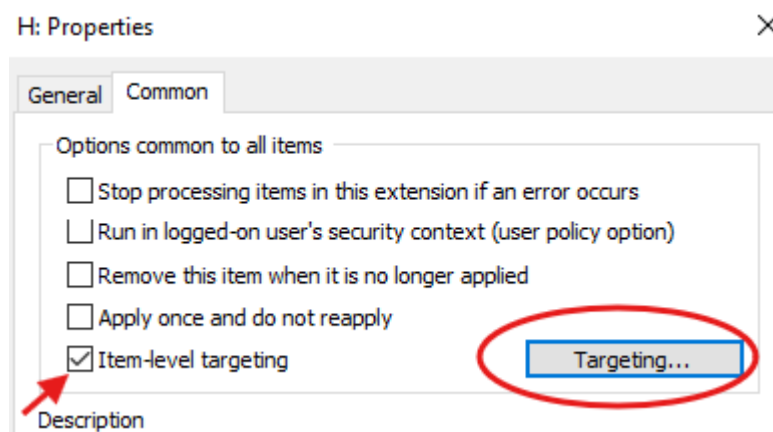 H: Properties
General Common
Options common to all items
Stop processing items in this extension if an error occurs
Run in logged-on user's security context (user policy option)
Remove this item when it is no longer applied
Apply once and do not reapply
Item-level targeting Targeting...
Description